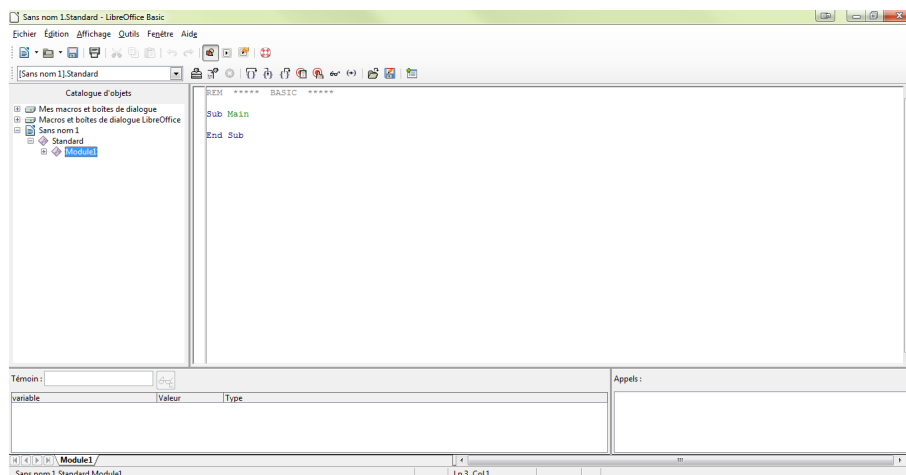 Sans nom 1.Standard - LibreOffice Basic
Fichier Édition Affichage Outils Fenêtre Aide
[Sans nom 1].Standard
Catalogue d'objets
Mes macros et boîtes de dialogue
Macros et boîtes de dialogue LibreOffice
Sans nom 1
Standard
Module1
REM ***** BASIC *****
Sub Main
End Sub
Témoin :
Appels :
variable Valeur Type
Module1
Sans nom 1.Standard.Module1 Ln 3, Col 1